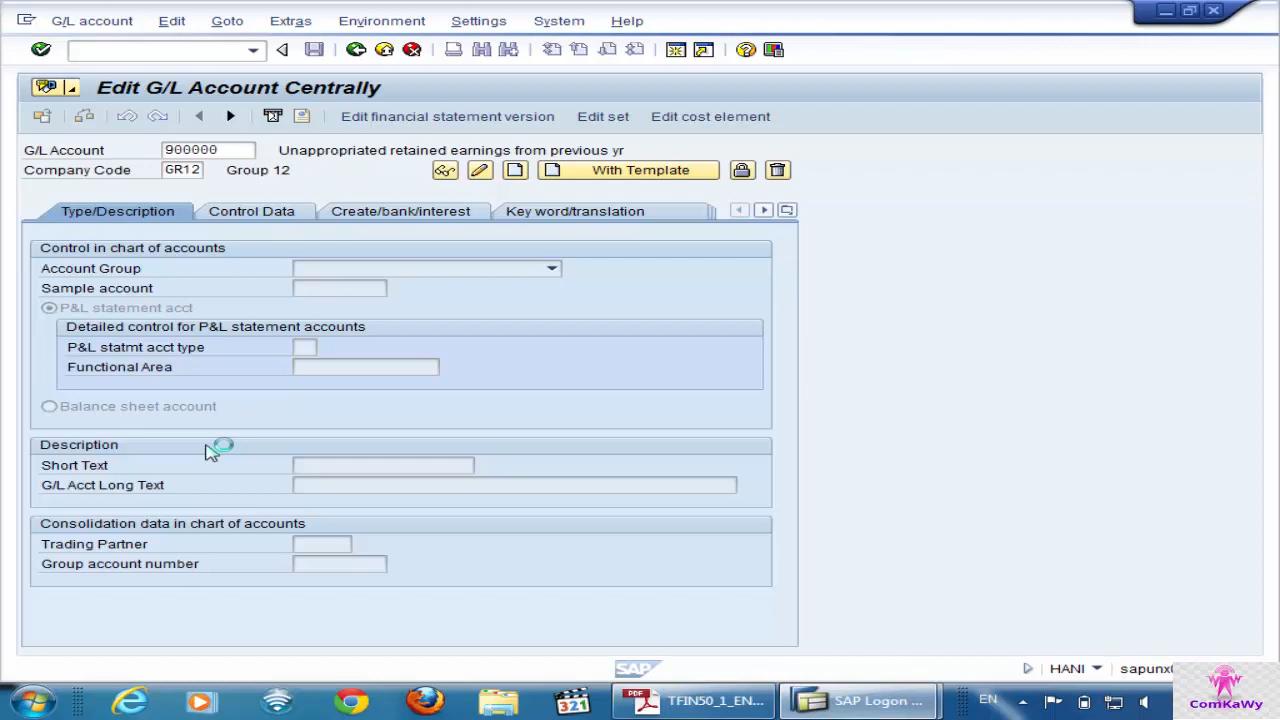 G/L account Edit Goto Extras Environment Settings System Help
Edit G/L Account Centrally
Edit financial statement version Edit set Edit cost element
G/L Account 900000 Unappropriated retained earnings from previous yr
Company Code GR12 Group 12 With Template
Type/Description Control Data Create/bank/interest Key word/translation
Control in chart of accounts
Account Group
Sample account
P&L statement acct
Detailed control for P&L statement accounts
P&L statmt acct type
Functional Area
Balance sheet account
Description
Short Text
G/L Acct Long Text
Consolidation data in chart of accounts
Trading Partner
Group account number
SAP HANI
PDF TFIN50_1_EN... SAP Logon ... EN
321
ComKaWy